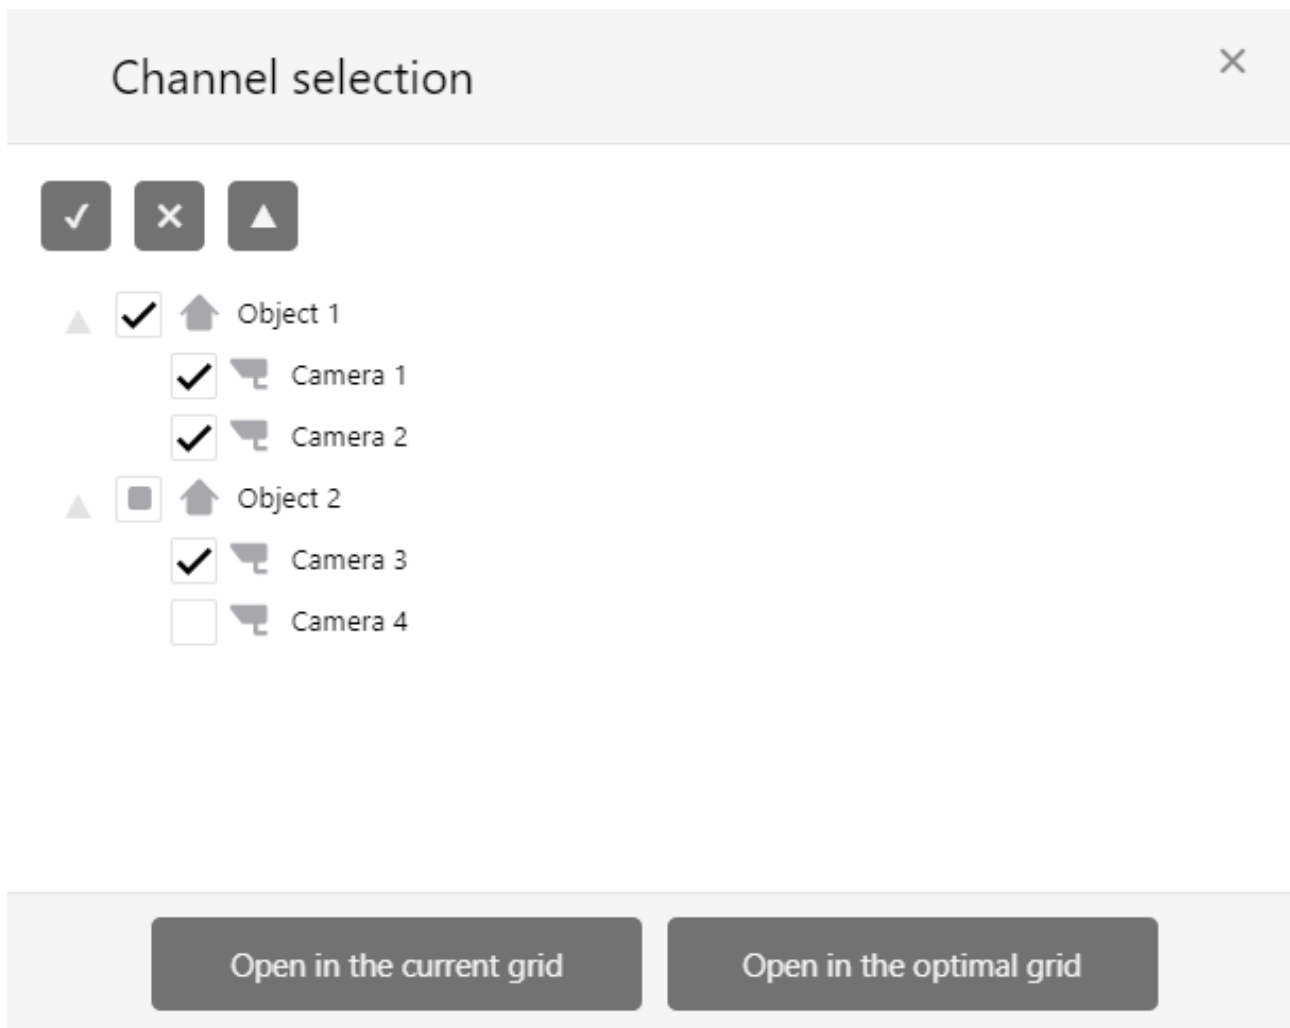 Channel selection
Object 1
Camera 1
Camera 2
Object 2
Camera 3
Camera 4
Open in the current grid
Open in the optimal grid